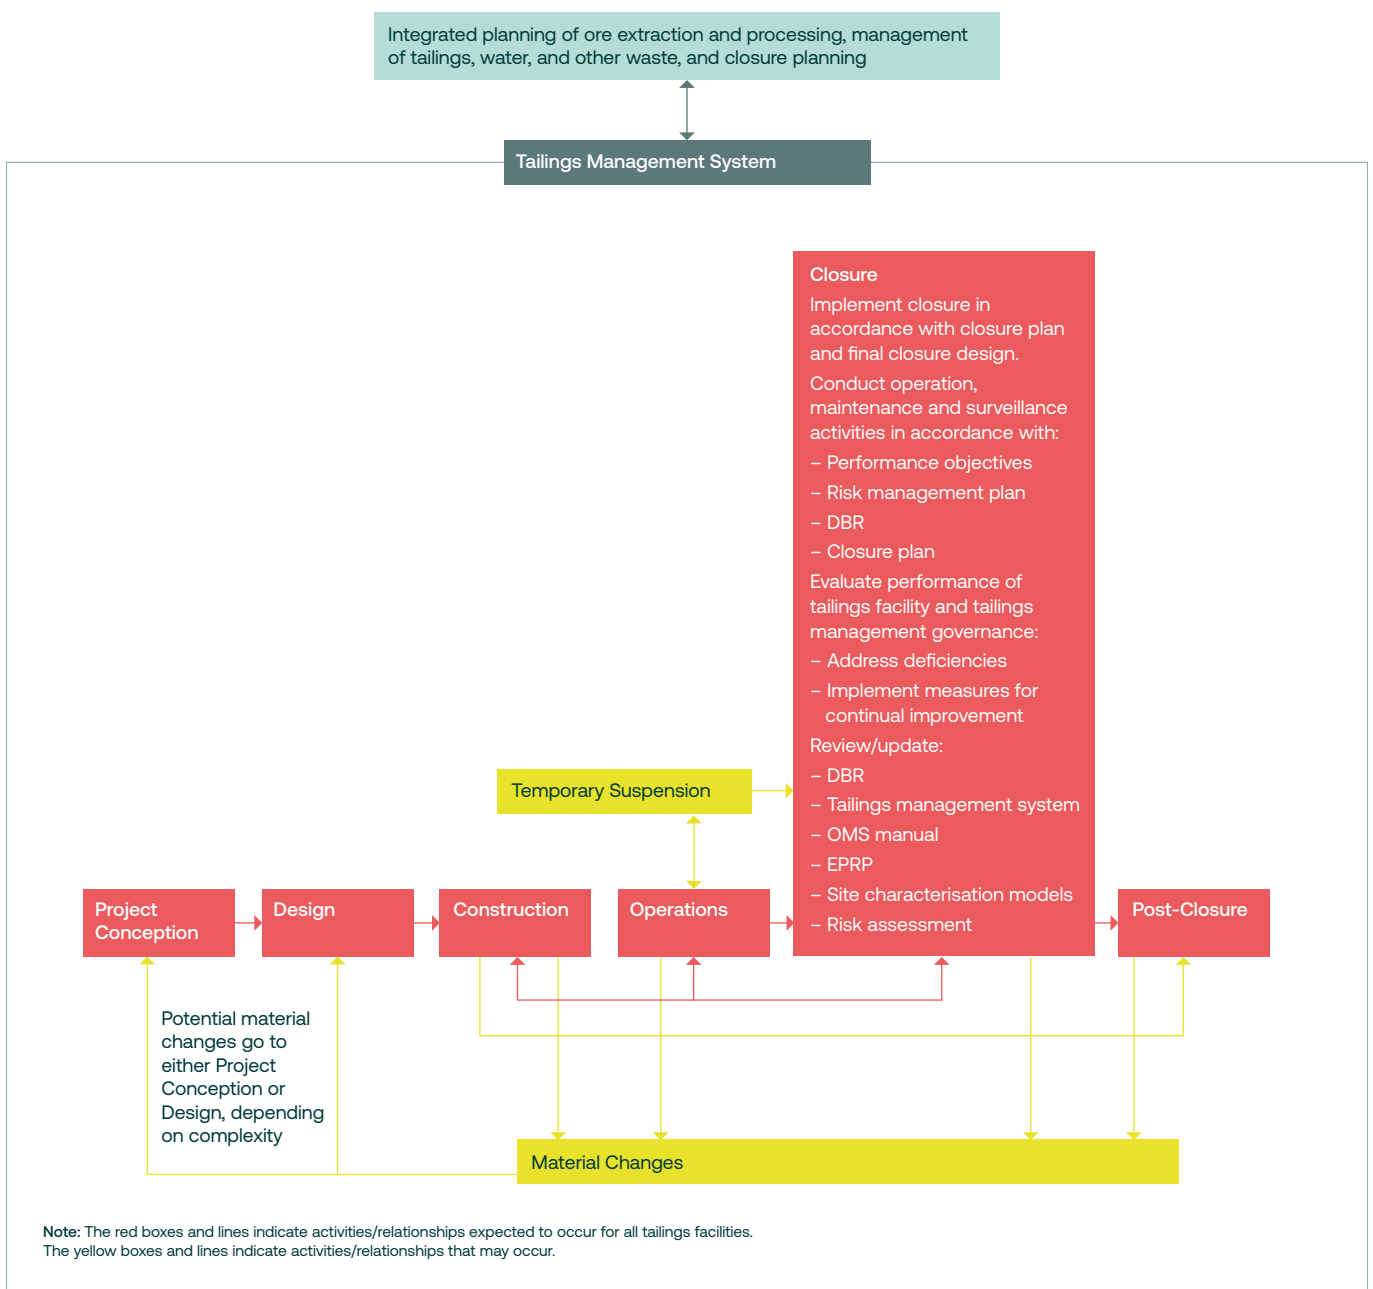 Integrated planning of ore extraction and processing, management
of tailings, water, and other waste, and closure planning
Tailings Management System
Closure
Implement closure in
accordance with closure plan
and final closure design.
Conduct operation,
maintenance and surveillance
activities in accordance with:
– Performance objectives
– Risk management plan
– DBR
– Closure plan
Evaluate performance of
tailings facility and tailings
management governance:
– Address deficiencies
– Implement measures for
continual improvement
Review/update:
– DBR
– Tailings management system
– OMS manual
– EPRP
– Site characterisation models
– Risk assessment
Temporary Suspension
Project
Conception
Design
Construction
Operations
Post-Closure
Potential material
changes go to
either Project
Conception or
Design, depending
on complexity
Material Changes
Note: The red boxes and lines indicate activities/relationships expected to occur for all tailings facilities.
The yellow boxes and lines indicate activities/relationships that may occur.